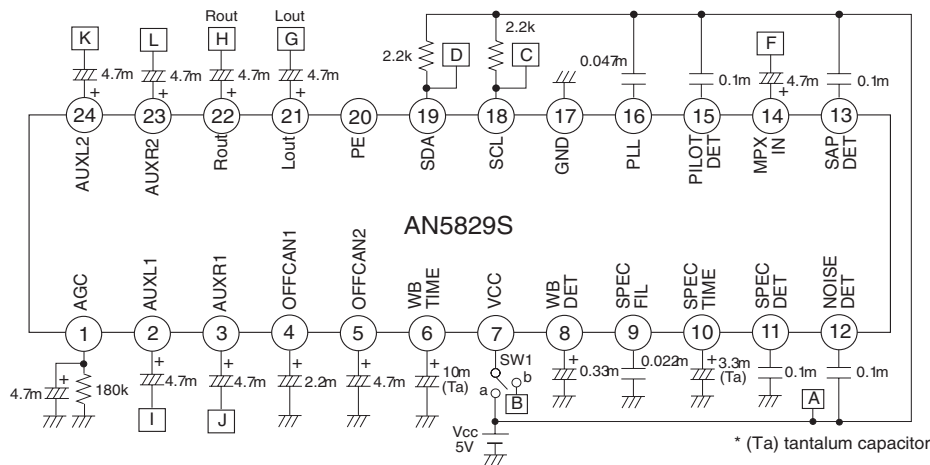 Rout Lout
K L H G D C F
2.2k 2.2k
4.7m 4.7m 4.7m 4.7m 0.047m 0.1m 4.7m 0.1m
+ + + + +
24 23 22 21 20 19 18 17 16 15 14 13
AUXL2 AUXR2 Rout Lout PE SDA SCL GND PLL PILOT DET MPX IN SAP DET
AN5829S
AGC AUXL1 AUXR1 OFFCAN1 OFFCAN2 WB TIME VCC WB DET SPEC FIL SPEC TIME SPEC DET NOISE DET
1 2 3 4 5 6 7 8 9 10 11 12
+ + + + + + + +
4.7m 180k 4.7m 4.7m 2.2m 4.7m 10m (Ta) SW1 a b 0.33m 0.022m 3.3m (Ta) 0.1m 0.1m
I J B A
Vcc
5V
* (Ta) tantalum capacitor